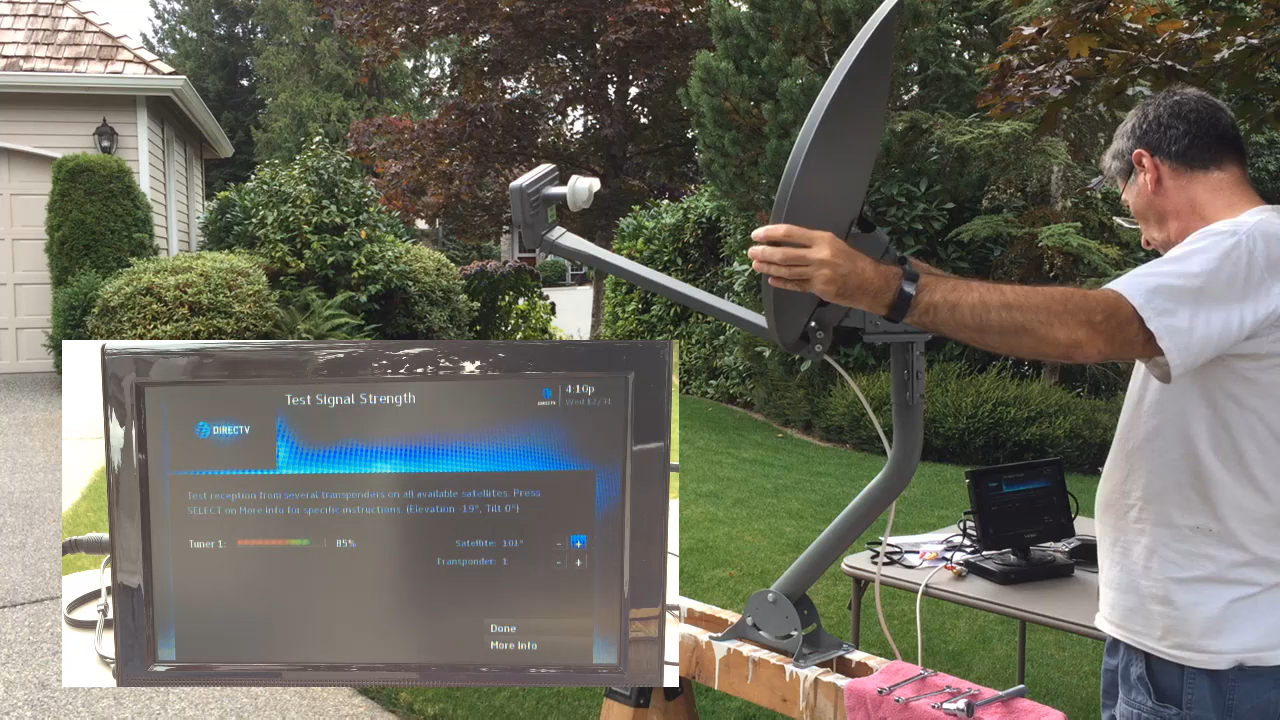 Test Signal Strength
DIRECTV
4:10p
Wed 12/31
DIRECTV
Test reception from several transponders on all available satellites. Press
SELECT on More Info for specific instructions. (Elevation -19°, Tilt 0°)
Tuner 1: 85% Satellite: 103° - +
Transponder: 1 - +
Done
More Info